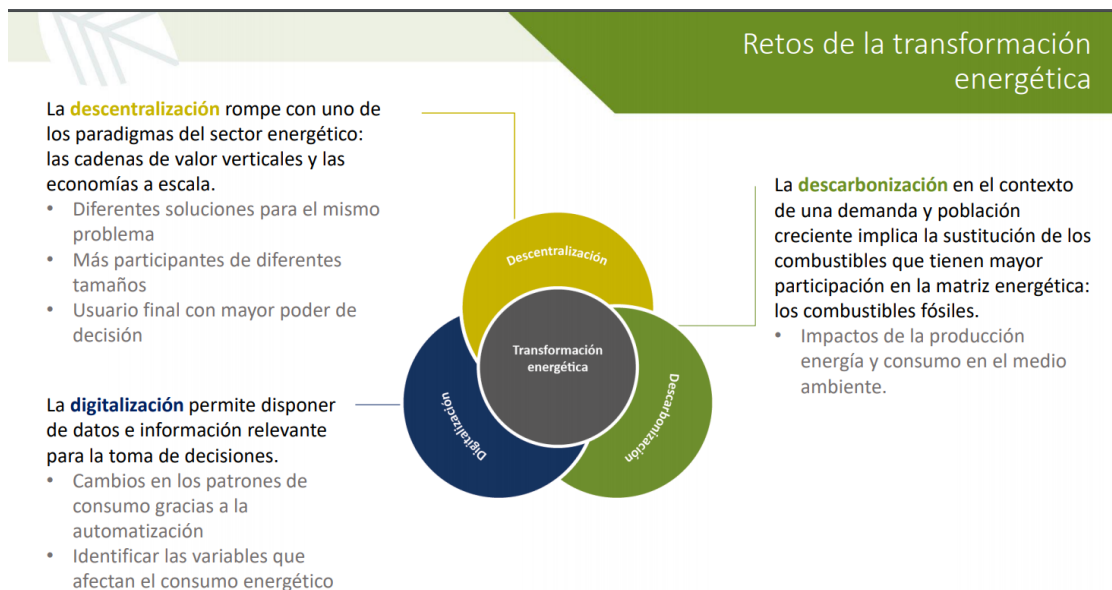 Retos de la transformación
energética
La descentralización rompe con uno de
los paradigmas del sector energético:
las cadenas de valor verticales y las
economías a escala.
• Diferentes soluciones para el mismo
problema
• Más participantes de diferentes
tamaños
• Usuario final con mayor poder de
decisión
La digitalización permite disponer
de datos e información relevante
para la toma de decisiones.
• Cambios en los patrones de
consumo gracias a la
automatización
• Identificar las variables que
afectan el consumo energético
Descentralización
Transformación
energética
Digitalización
Descarbonización
La descarbonización en el contexto
de una demanda y población
creciente implica la sustitución de los
combustibles que tienen mayor
participación en la matriz energética:
los combustibles fósiles.
• Impactos de la producción
energía y consumo en el medio
ambiente.